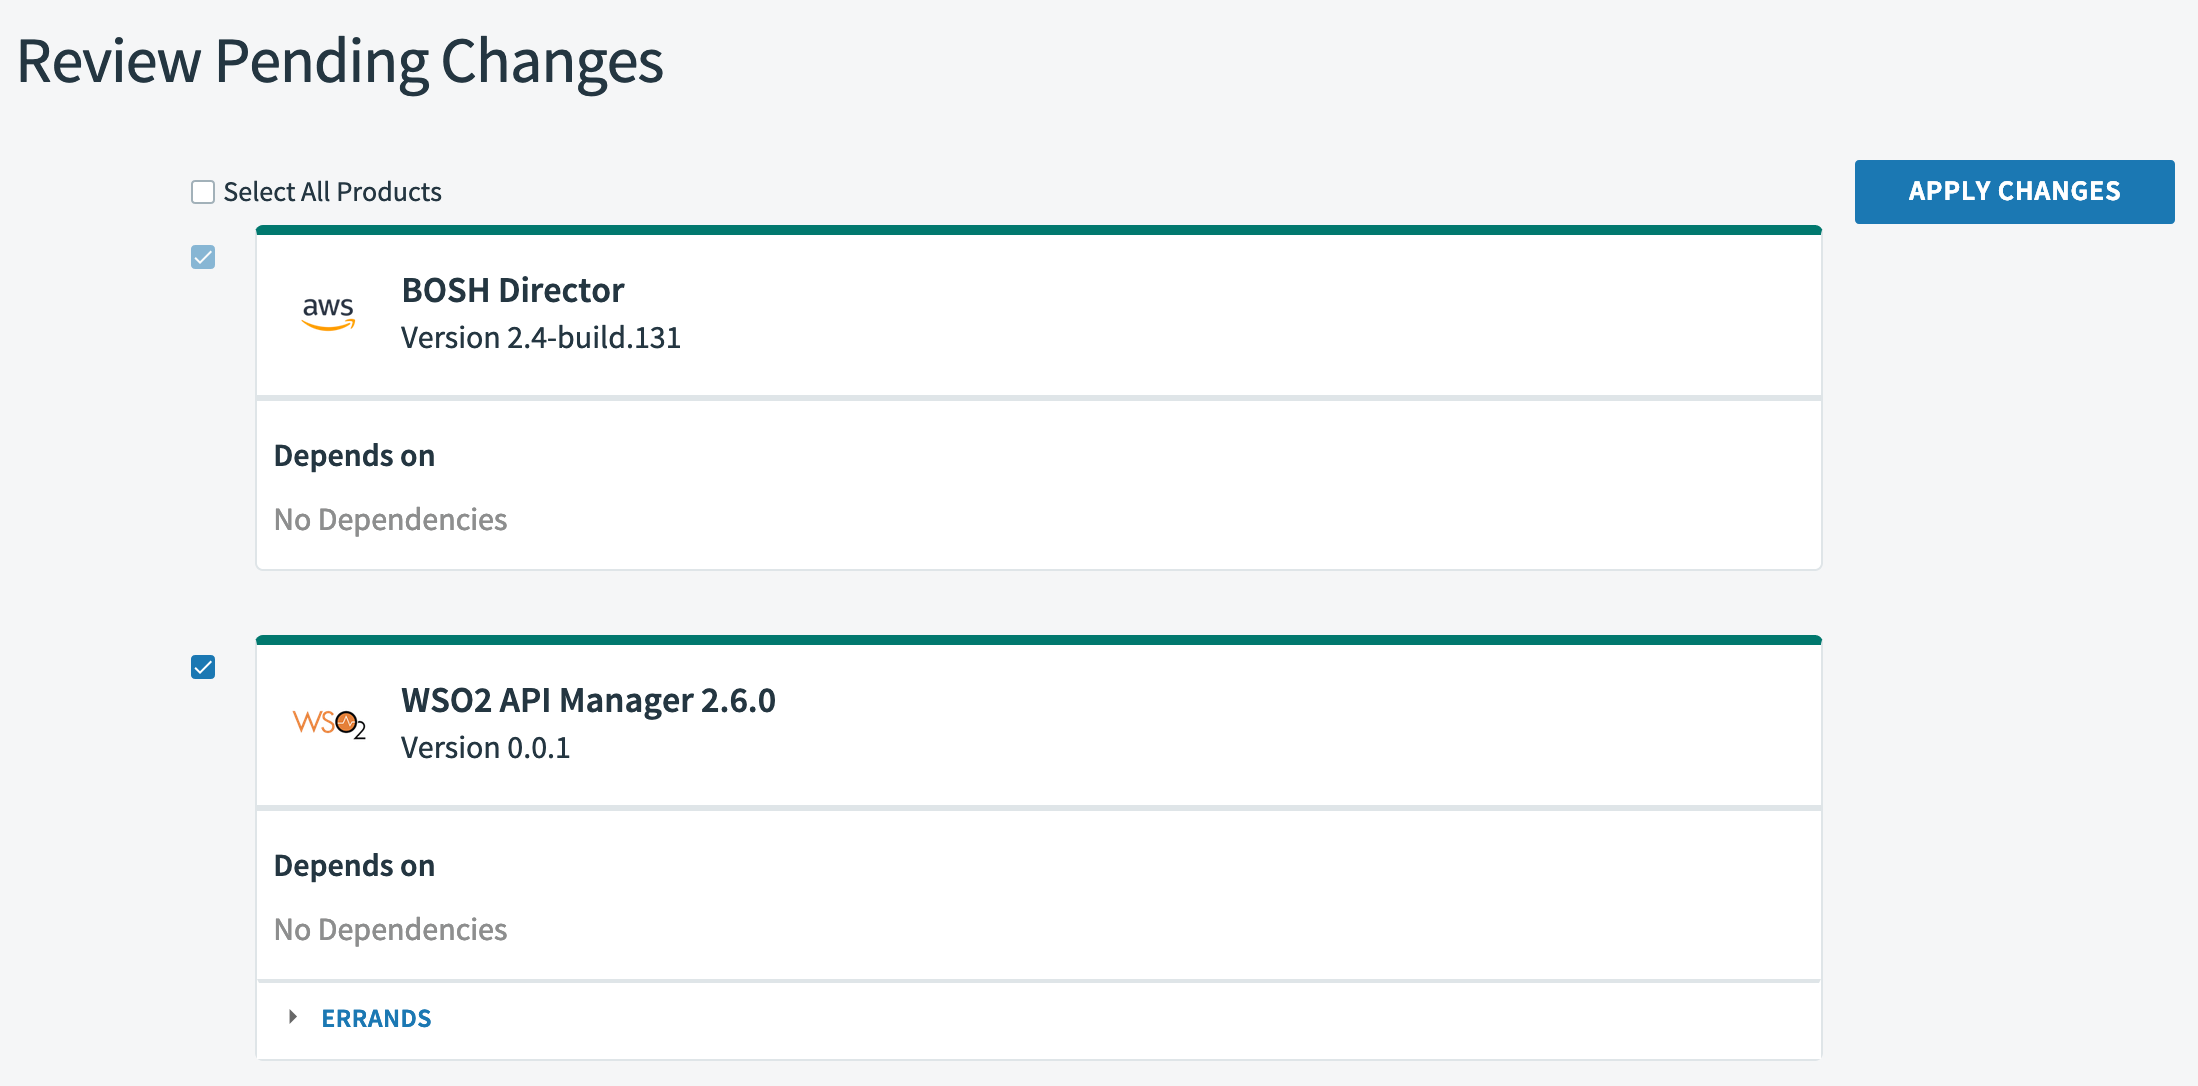 Review Pending Changes
Select All Products
APPLY CHANGES
aws
BOSH Director
Version 2.4-build.131
Depends on
No Dependencies
WSO2
WSO2 API Manager 2.6.0
Version 0.0.1
Depends on
No Dependencies
ERRANDS